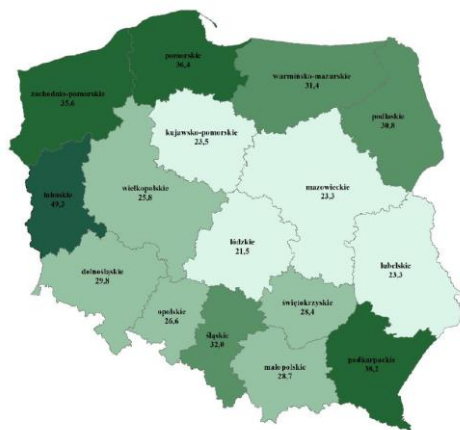 pomorskie
36,4
zachodnio-pomorskie
35,6
warmińsko-mazurskie
31,4
podlaskie
30,8
kujawsko-pomorskie
23,5
lubuskie
49,3
wielkopolskie
25,8
mazowieckie
23,3
łódzkie
21,5
lubelskie
23,3
dolnośląskie
29,8
opolskie
26,6
śląskie
32,0
świętokrzyskie
28,4
małopolskie
28,7
podkarpackie
38,2